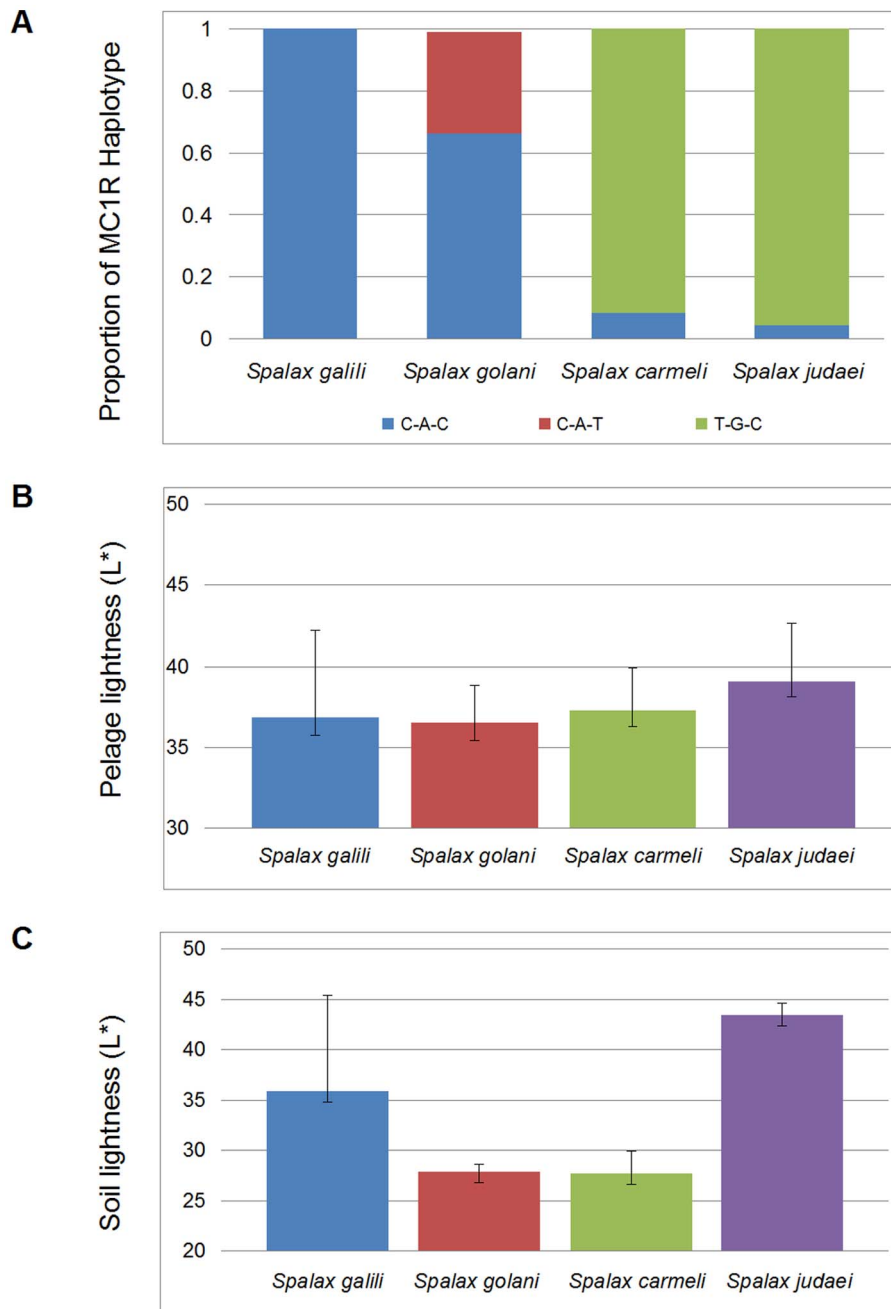 A
Proportion of MC1R Haplotype
1
0.8
0.6
0.4
0.2
0
Spalax galili Spalax golani Spalax carmeli Spalax judaei
C-A-C C-A-T T-G-C
B
Pelage lightness (L*)
50
45
40
35
30
Spalax galili Spalax golani Spalax carmeli Spalax judaei
C
Soil lightness (L*)
50
45
40
35
30
25
20
Spalax galili Spalax golani Spalax carmeli Spalax judaei